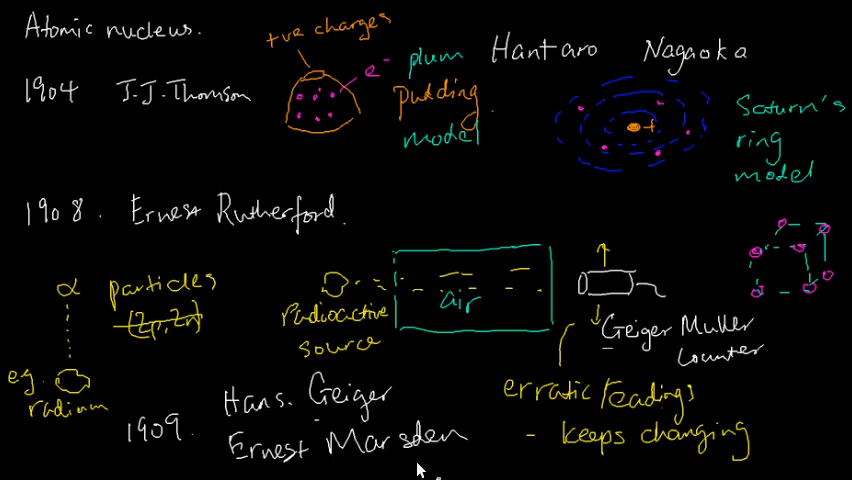 Atomic nucleus.
+ve charges
1904 J.J. Thomson
e-
plum
pudding
model
Hantaro Nagaoka
+
Saturn's
ring
model
1908. Ernest Rutherford.
α particles
(2p, 2n)
e.g.
radium
radioactive
source
air
Geiger Muller
counter
erratic readings
- keeps changing
1909. Hans. Geiger
Ernest Marsden